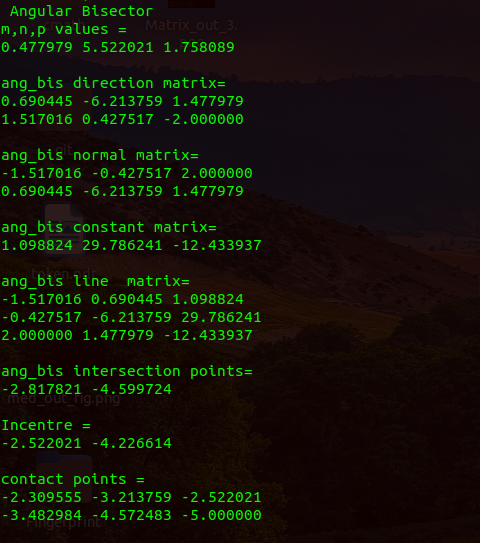 Angular Bisector
m,n,p values =
0.477979 5.522021 1.758089
ang_bis direction matrix=
0.690445 -6.213759 1.477979
1.517016 0.427517 -2.000000
ang_bis normal matrix=
-1.517016 -0.427517 2.000000
0.690445 -6.213759 1.477979
ang_bis constant matrix=
1.098824 29.786241 -12.433937
ang_bis line  matrix=
-1.517016 0.690445 1.098824
-0.427517 -6.213759 29.786241
2.000000 1.477979 -12.433937
ang_bis intersection points=
-2.817821 -4.599724
Incentre =
-2.522021 -4.226614
contact points =
-2.309555 -3.213759 -2.522021
-3.482984 -4.572483 -5.000000
Matrix_out_3.
Fingerprint